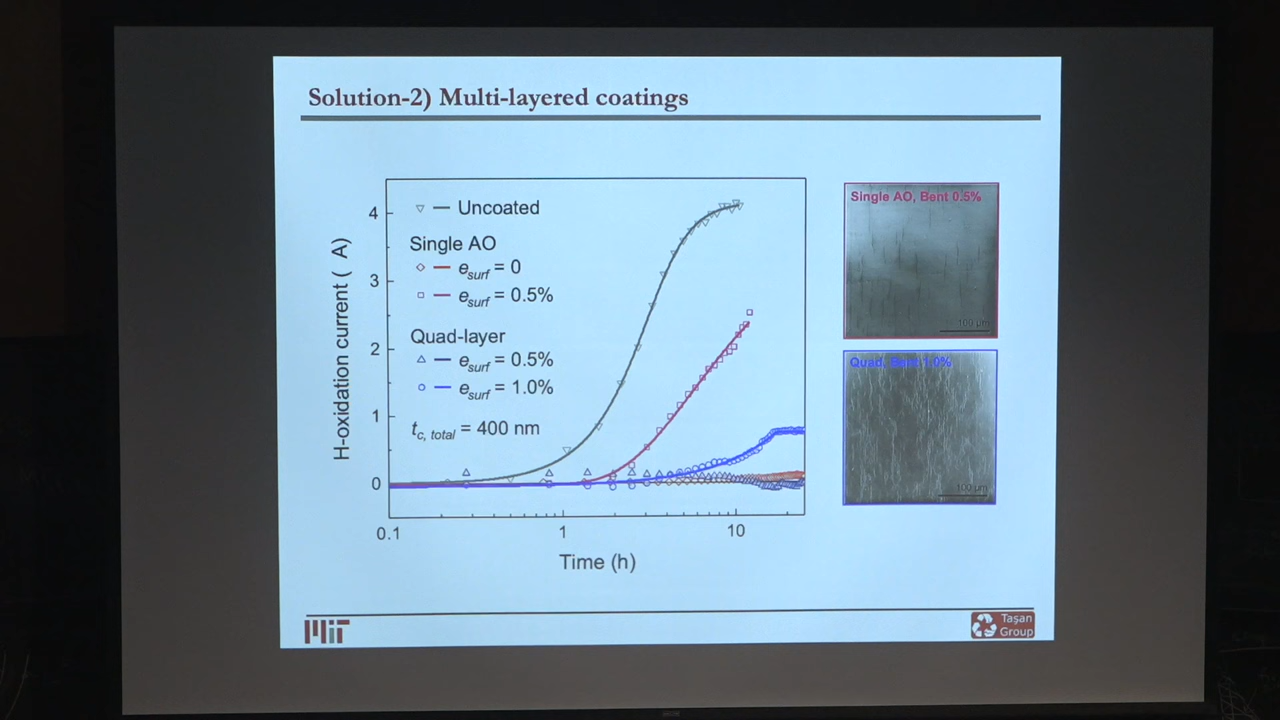 Solution-2) Multi-layered coatings
H-oxidation current ( A)
4
3
2
1
0
Uncoated
Single AO
e_surf = 0
e_surf = 0.5%
Quad-layer
e_surf = 0.5%
e_surf = 1.0%
t_c, total = 400 nm
0.1
1
10
Time (h)
Single AO, Bent 0.5%
100 µm
Quad, Bent 1.0%
100 µm
MIT
Taşan
Group